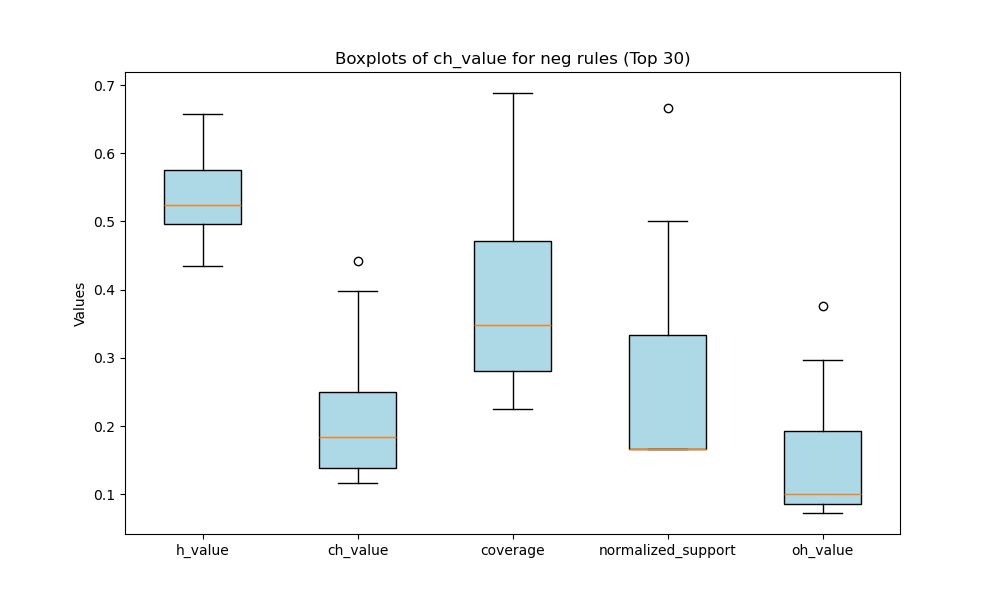 Boxplots of ch_value for neg rules (Top 30)
Values
0.7
0.6
0.5
0.4
0.3
0.2
0.1
h_value
ch_value
coverage
normalized_support
oh_value